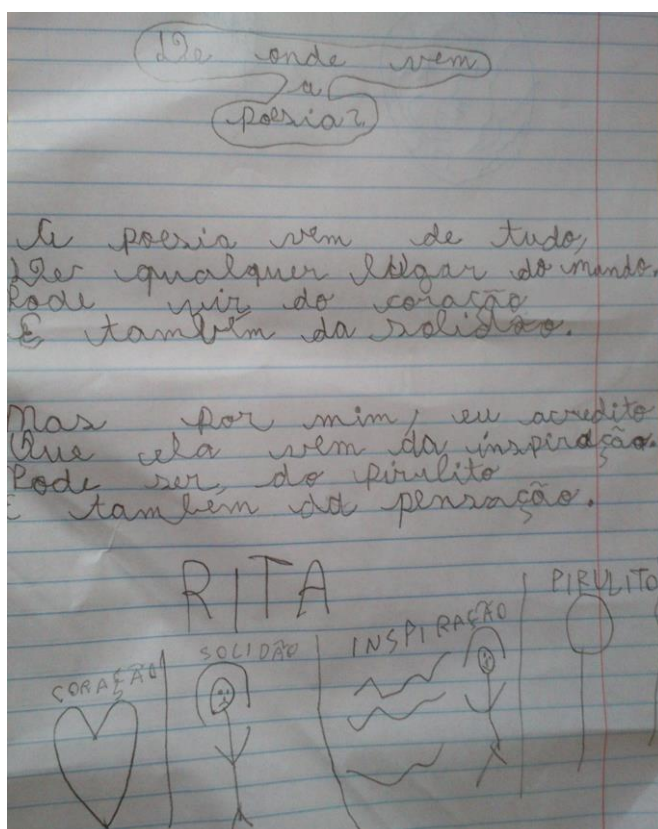 De onde vem
a
poesia?
A poesia vem de tudo,
De qualquer lugar do mundo.
Pode vir do coração
E também da solidão.
Mas por mim, eu acredito
Que ela vem da inspiração.
Pode ser, do pirulito
E também da pensação.
RITA
CORAÇÃO
SOLIDÃO
INSPIRAÇÃO
PIRULITO